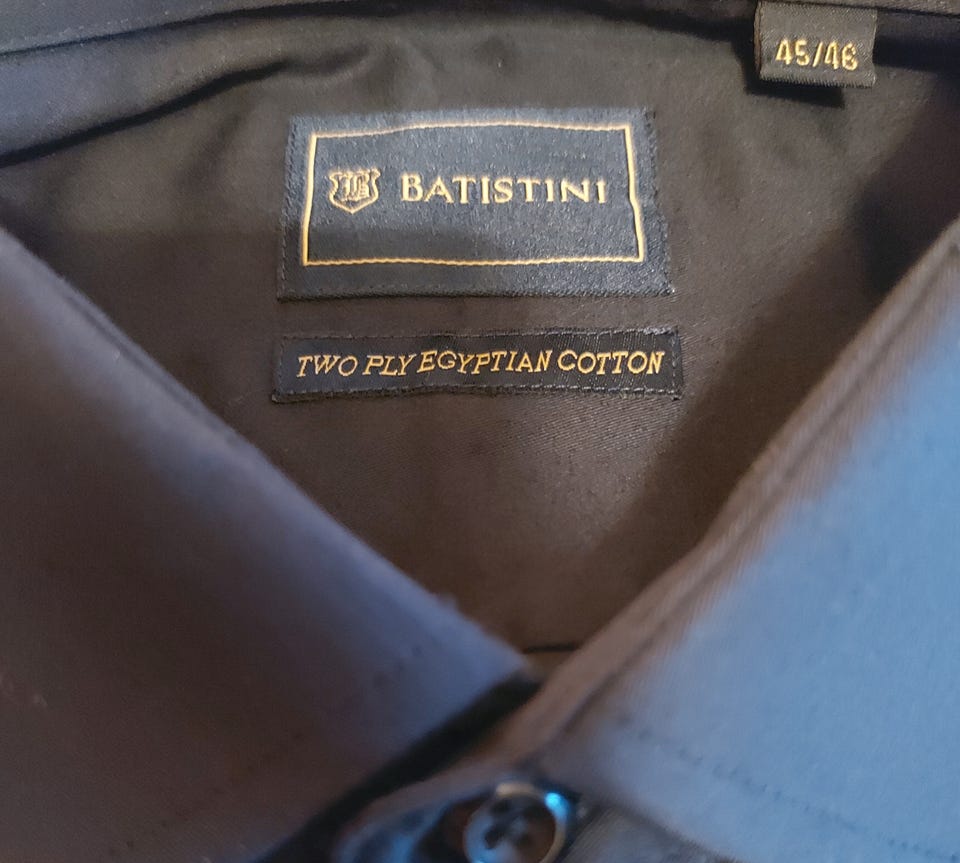 45/46
B BATISTINI
TWO PLY EGYPTIAN COTTON